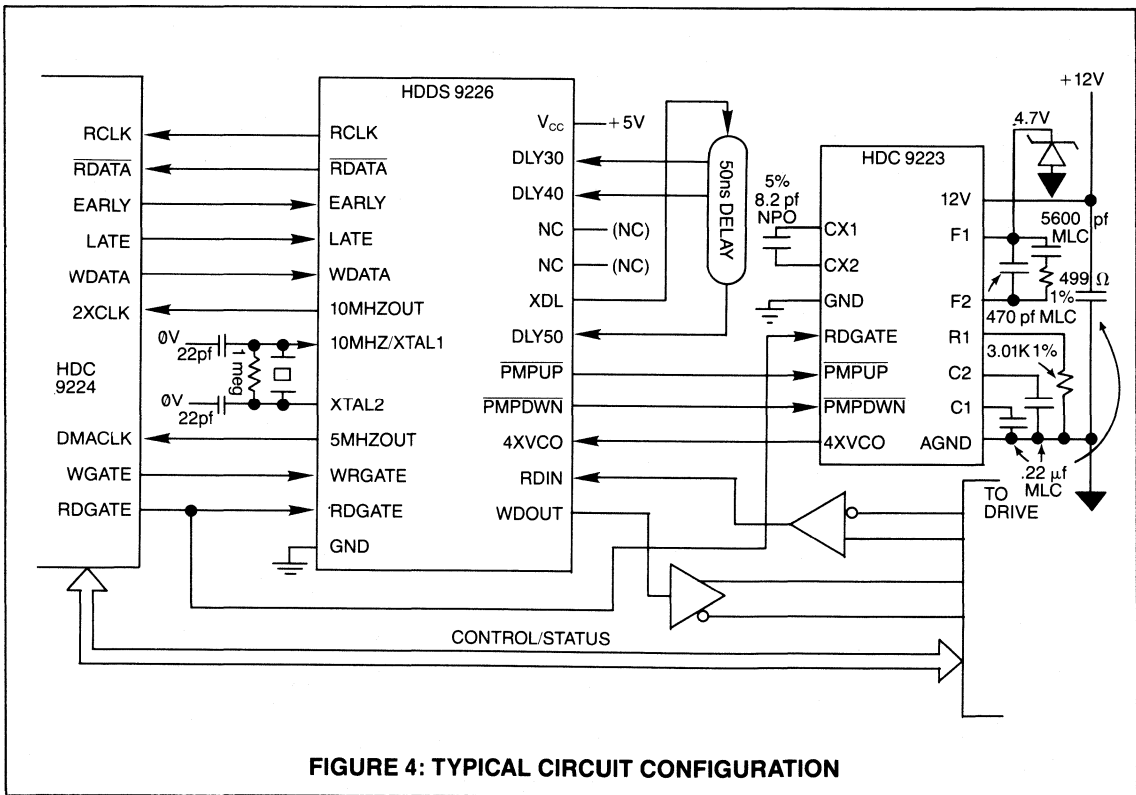 HDC
9224
RCLK
RDATA
EARLY
LATE
WDATA
2XCLK
DMACLK
WGATE
RDGATE
0V
22pf
1 meg
0V
22pf
HDDS 9226
RCLK
RDATA
EARLY
LATE
WDATA
10MHZOUT
10MHZ/XTAL1
XTAL2
5MHZOUT
WRGATE
RDGATE
GND
VCC
+5V
DLY30
DLY40
NC
(NC)
NC
(NC)
XDL
DLY50
PMPUP
PMPDWN
4XVCO
RDIN
WDOUT
50ns DELAY
5%
8.2 pf
NPO
HDC 9223
CX1
CX2
GND
RDGATE
PMPUP
PMPDWN
4XVCO
12V
F1
F2
R1
C2
C1
AGND
4.7V
+12V
5600 pf
MLC
499 Ω
1%
470 pf MLC
3.01K 1%
.22 µf
MLC
TO
DRIVE
CONTROL/STATUS
FIGURE 4: TYPICAL CIRCUIT CONFIGURATION